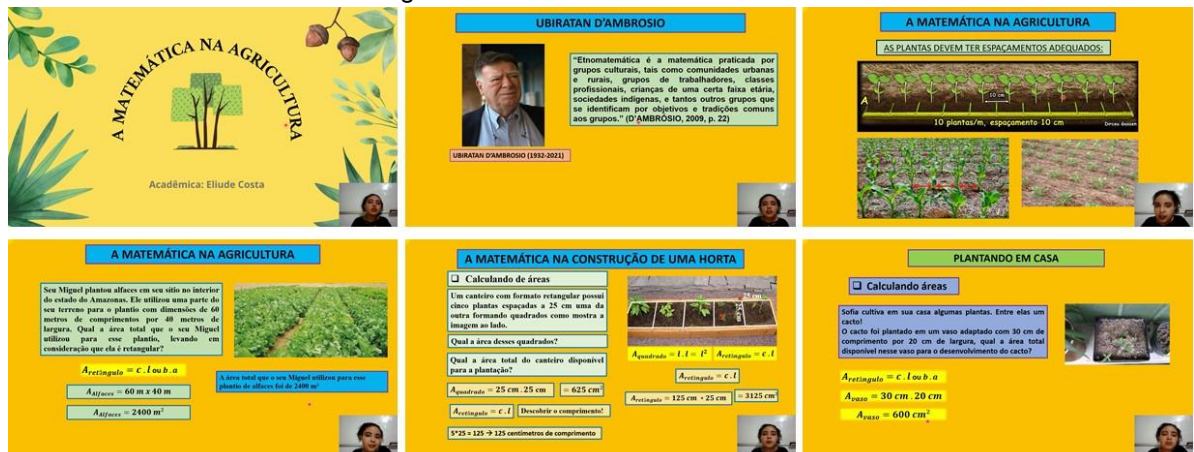 A MATEMÁTICA NA AGRICULTURA
Acadêmica: Eliude Costa
UBIRATAN D'AMBROSIO
"Etnomatemática é a matemática praticada por
grupos culturais, tais como comunidades urbanas
e rurais, grupos de trabalhadores, classes
profissionais, crianças de uma certa faixa etária,
sociedades indígenas, e tantos outros grupos que
se identificam por objetivos e tradições comuns
aos grupos." (D'AMBRÓSIO, 2009, p. 22)
UBIRATAN D'AMBROSIO (1932-2021)
A MATEMÁTICA NA AGRICULTURA
AS PLANTAS DEVEM TER ESPAÇAMENTOS ADEQUADOS:
10 cm
A
10 plantas/m, espaçamento 10 cm
A MATEMÁTICA NA AGRICULTURA
Seu Miguel plantou alfaces em seu sítio no interior
do estado do Amazonas. Ele utilizou uma parte do
seu terreno para o plantio com dimensões de 60
metros de comprimentos por 40 metros de
largura. Qual a área total que o seu Miguel
utilizou para esse plantio, levando em
consideração que ela é retangular?
A retângulo = c . l ou b . a
A Alfaces = 60 m x 40 m
A Alfaces = 2400 m²
A área total que o seu Miguel utilizou para esse
plantio de alfaces foi de 2400 m²
A MATEMÁTICA NA CONSTRUÇÃO DE UMA HORTA
Calculando de áreas
Um canteiro com formato retangular possui
cinco plantas espaçadas a 25 cm uma da
outra formando quadrados como mostra a
imagem ao lado.
Qual a área desses quadrados?
Qual a área total do canteiro disponível
para a plantação?
A quadrado = 25 cm . 25 cm = 625 cm²
A retângulo = c . l Descobrir o comprimento!
5*25 = 125 → 125 centímetros de comprimento
25 cm
A quadrado = l . l = l² A retângulo = c . l
A retângulo = c . l
A retângulo = 125 cm * 25 cm = 3125 cm²
PLANTANDO EM CASA
Calculando áreas
Sofia cultiva em sua casa algumas plantas. Entre elas um
cacto!
O cacto foi plantado em um vaso adaptado com 30 cm de
comprimento por 20 cm de largura, qual a área total
disponível nesse vaso para o desenvolvimento do cacto?
A retângulo = c . l ou b . a
A vaso = 30 cm . 20 cm
A vaso = 600 cm²